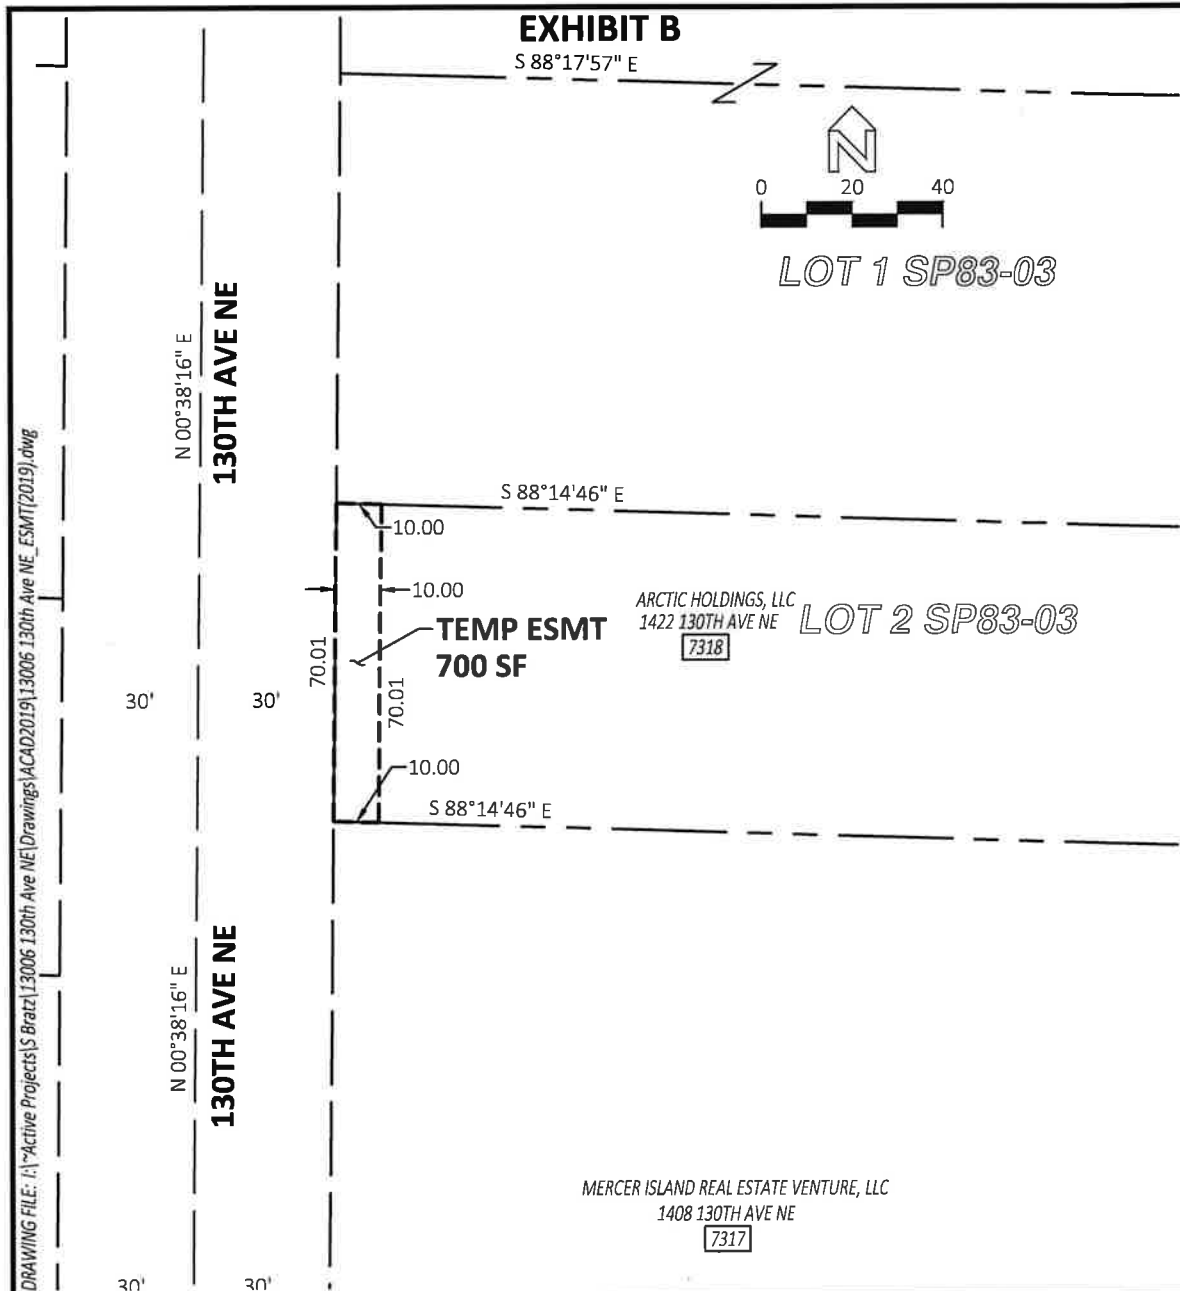 EXHIBIT B
S 88°17'57" E
N
0 20 40
LOT 1 SP83-03
N 00°38'16" E
130TH AVE NE
S 88°14'46" E
10.00
10.00
ARCTIC HOLDINGS, LLC
1422 130TH AVE NE
7318
LOT 2 SP83-03
TEMP ESMT
700 SF
70.01
70.01
30'
30'
10.00
S 88°14'46" E
N 00°38'16" E
130TH AVE NE
MERCER ISLAND REAL ESTATE VENTURE, LLC
1408 130TH AVE NE
7317
30'
30'
DRAWING FILE: I:\~Active Projects\S Bratz\13006 130th Ave NE\Drawings\ACAD2019\13006 130th Ave NE_ESMT(2019).dwg